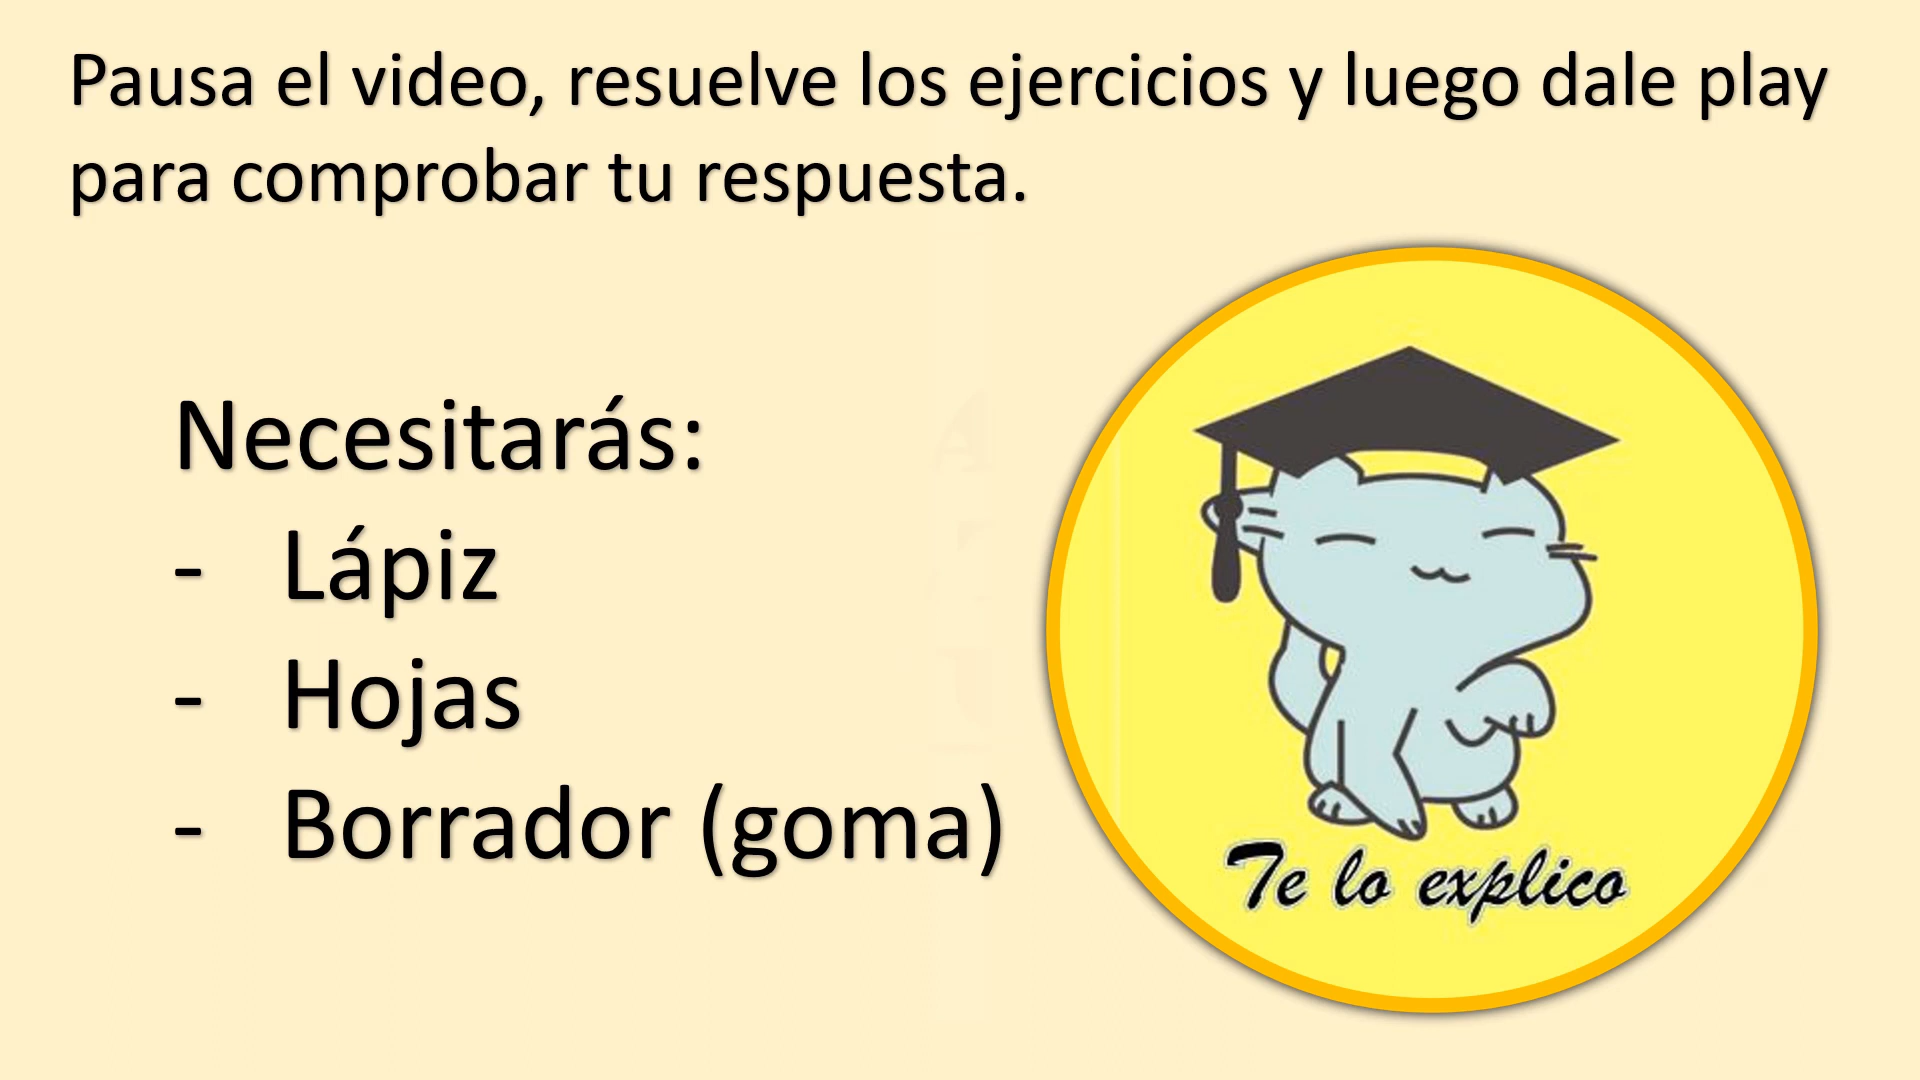 Pausa el video, resuelve los ejercicios y luego dale play
para comprobar tu respuesta.
Necesitarás:
- Lápiz
- Hojas
- Borrador (goma)
Te lo explico